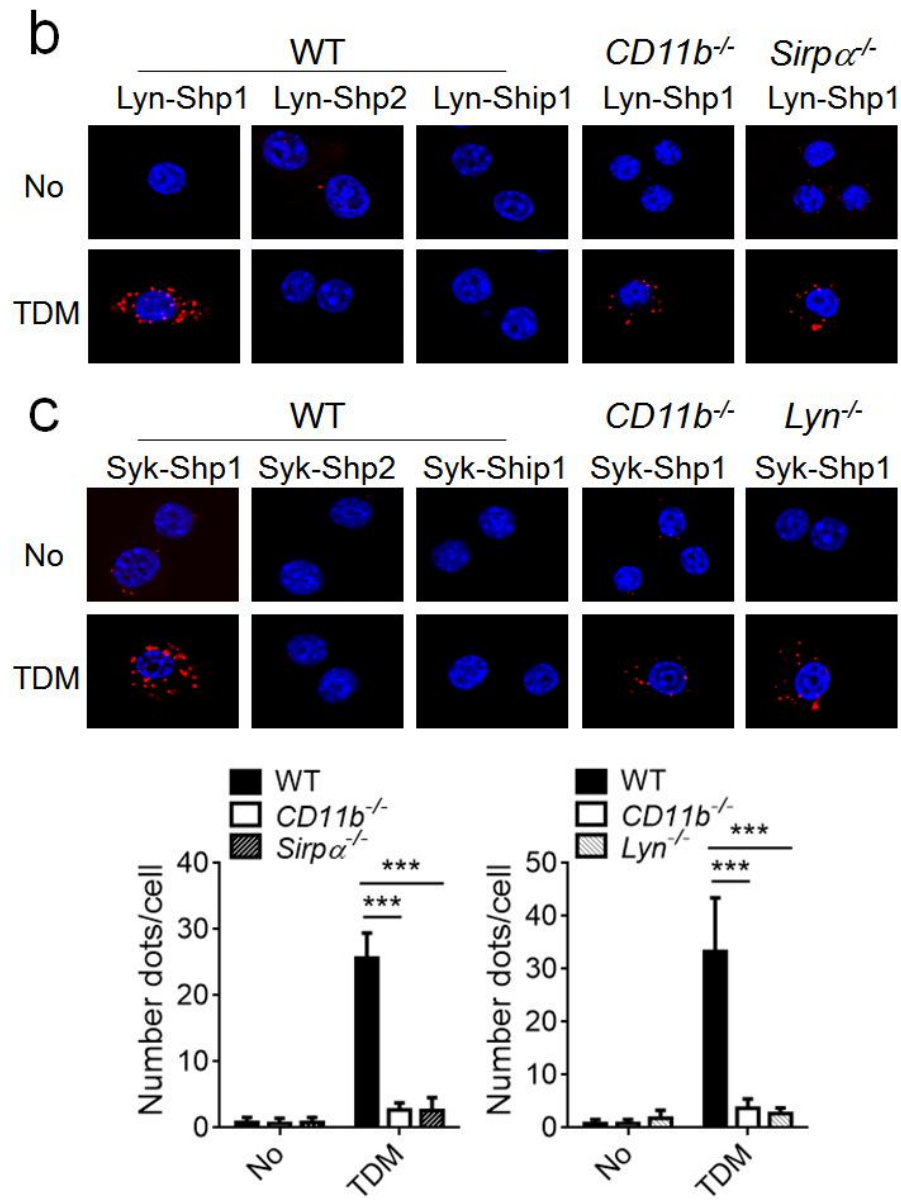 b
WT CD11b-/- Sirpα-/-
Lyn-Shp1 Lyn-Shp2 Lyn-Ship1 Lyn-Shp1 Lyn-Shp1
No
TDM
c
WT CD11b-/- Lyn-/-
Syk-Shp1 Syk-Shp2 Syk-Ship1 Syk-Shp1 Syk-Shp1
No
TDM
WT
CD11b-/-
Sirpα-/-
Number dots/cell
40
30
20
10
0
***
***
No TDM
WT
CD11b-/-
Lyn-/-
Number dots/cell
50
40
30
20
10
0
***
***
No TDM